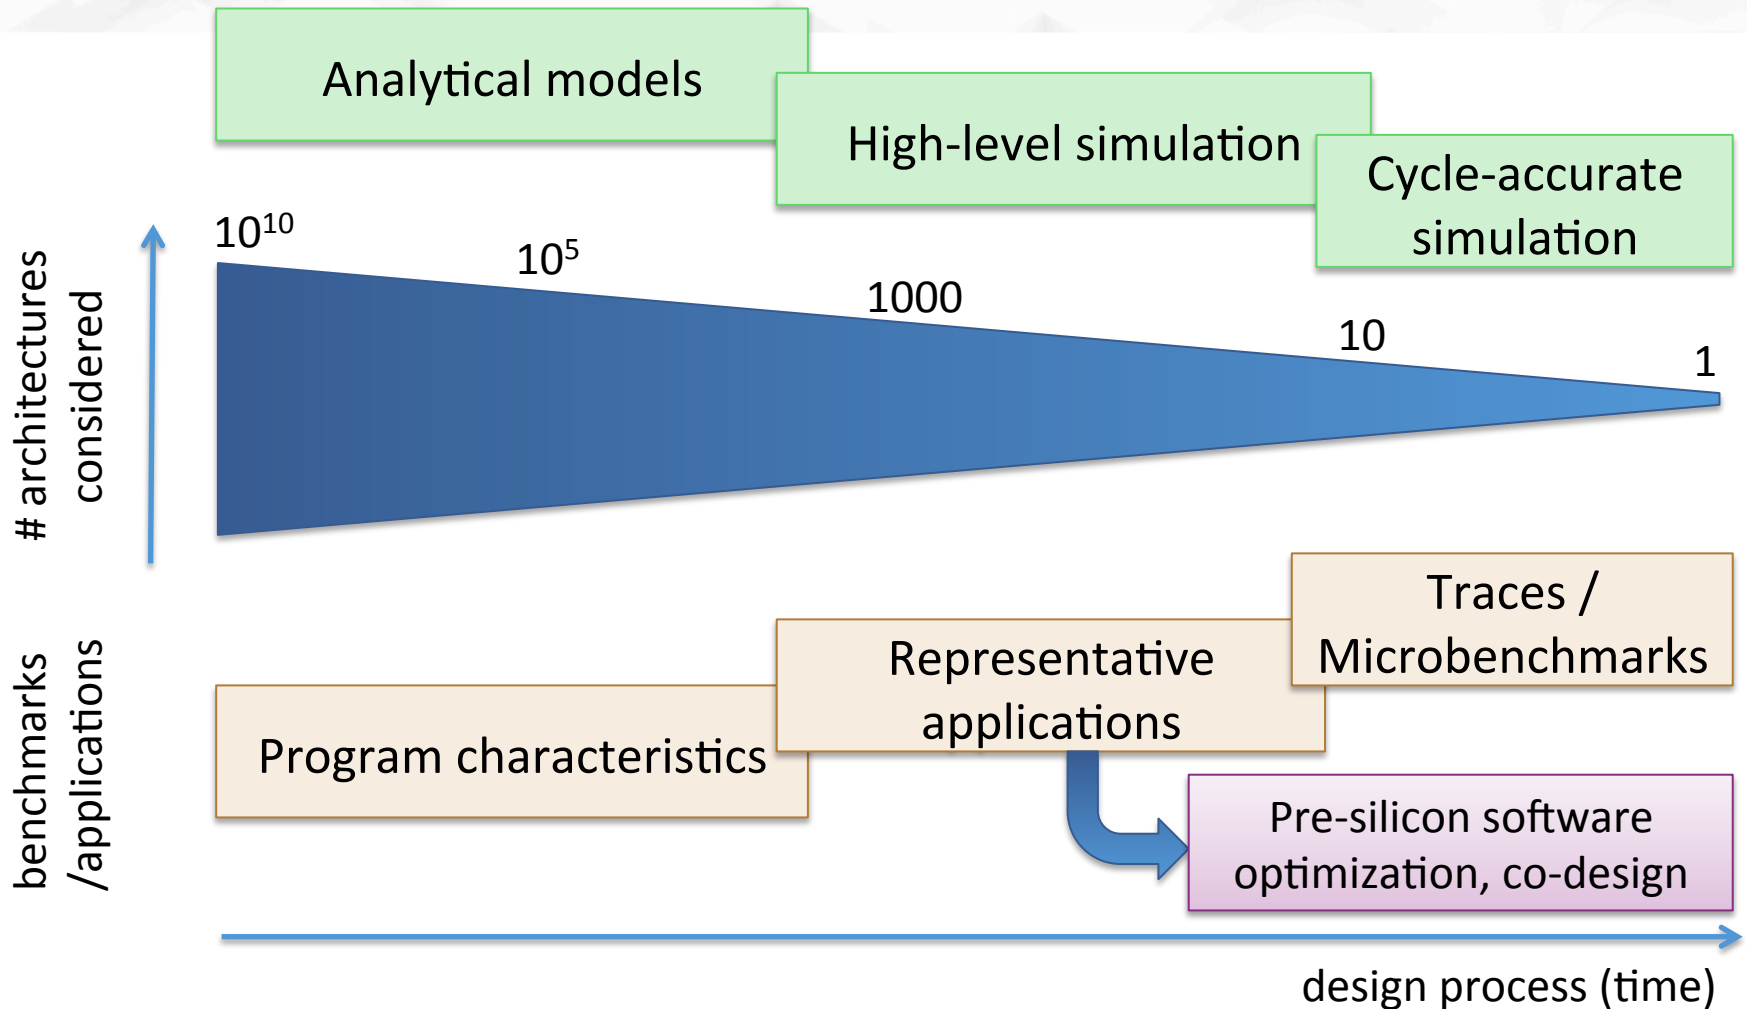 Analytical models
High-level simulation
Cycle-accurate
simulation
# architectures
considered
10¹⁰
10⁵
1000
10
1
benchmarks
/applications
Program characteristics
Representative
applications
Traces /
Microbenchmarks
Pre-silicon software
optimization, co-design
design process (time)